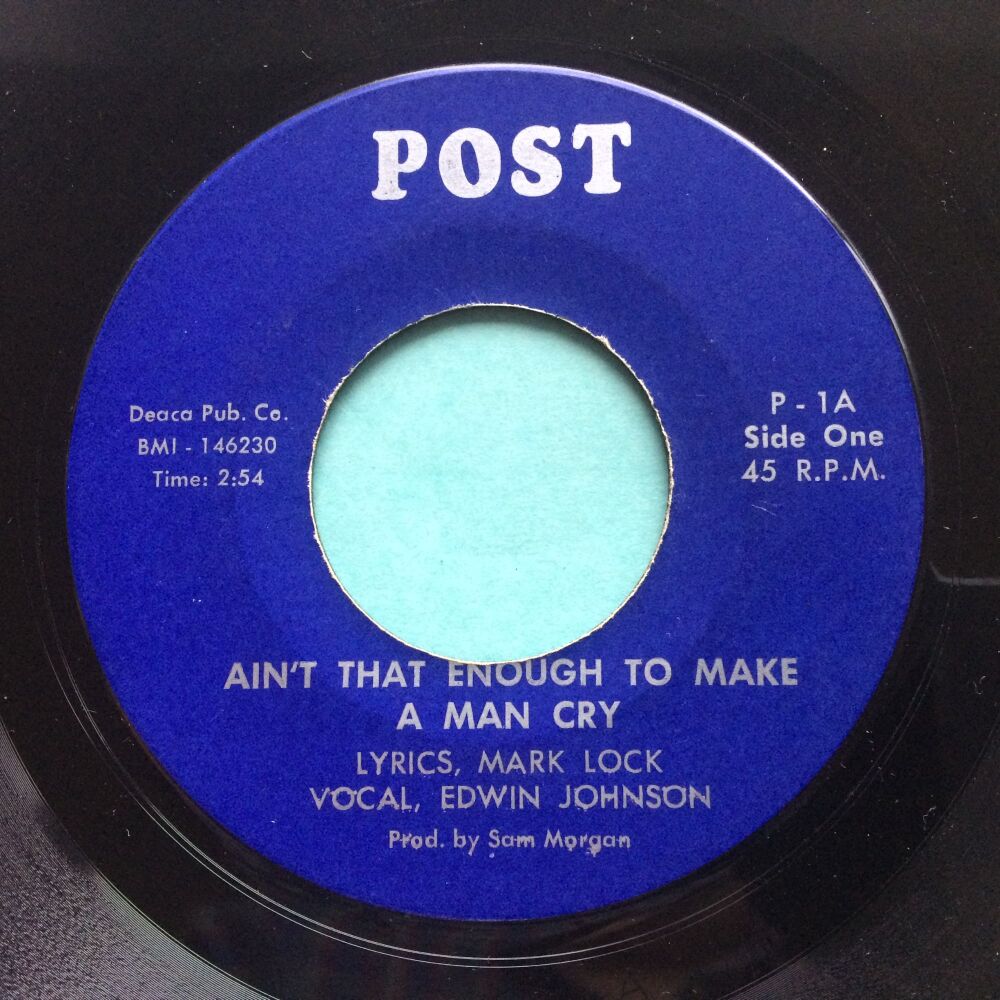 POST
Deaca Pub. Co.
BMI - 146230
Time: 2:54
P - 1A
Side One
45 R.P.M.
AIN'T THAT ENOUGH TO MAKE
A MAN CRY
LYRICS, MARK LOCK
VOCAL, EDWIN JOHNSON
Prod. by Sam Morgan